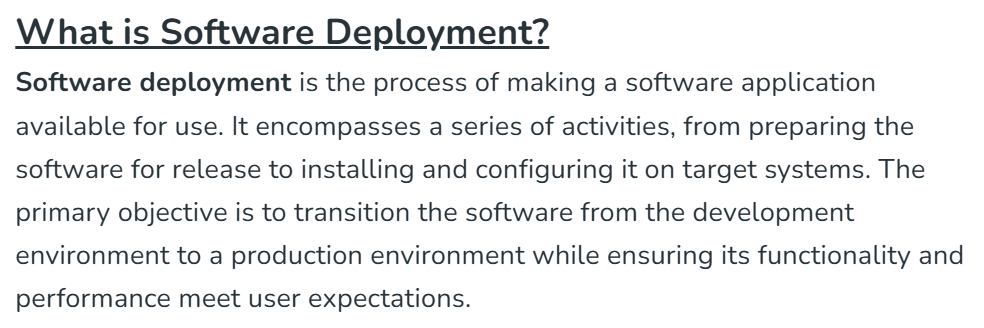 What is Software Deployment?
Software deployment is the process of making a software application
available for use. It encompasses a series of activities, from preparing the
software for release to installing and configuring it on target systems. The
primary objective is to transition the software from the development
environment to a production environment while ensuring its functionality and
performance meet user expectations.